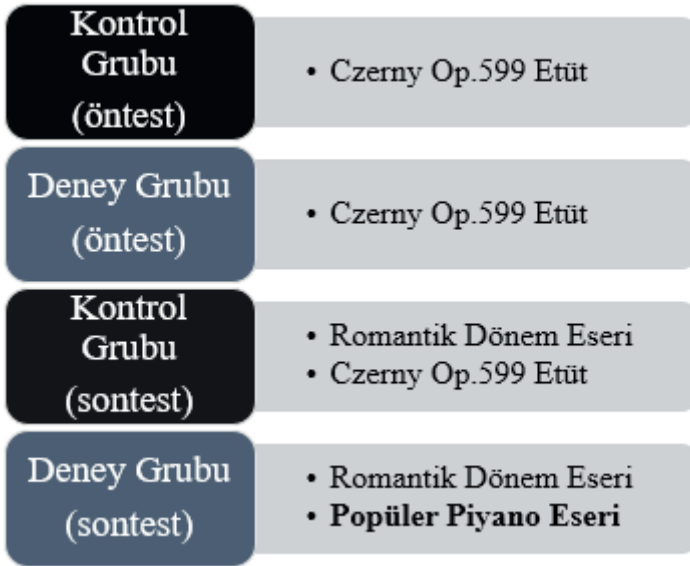 Kontrol
Grubu
(öntest)
• Czerny Op.599 Etüt
Deney Grubu
(öntest)
• Czerny Op.599 Etüt
Kontrol
Grubu
(sontest)
• Romantik Dönem Eseri
• Czerny Op.599 Etüt
Deney Grubu
(sontest)
• Romantik Dönem Eseri
• Popüler Piyano Eseri